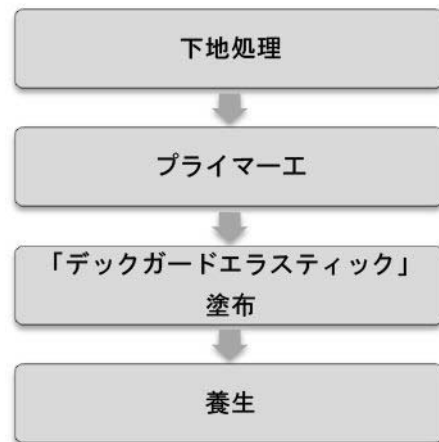 下地処理
プライマー工
「デックガードエラスティック」
塗布
養生